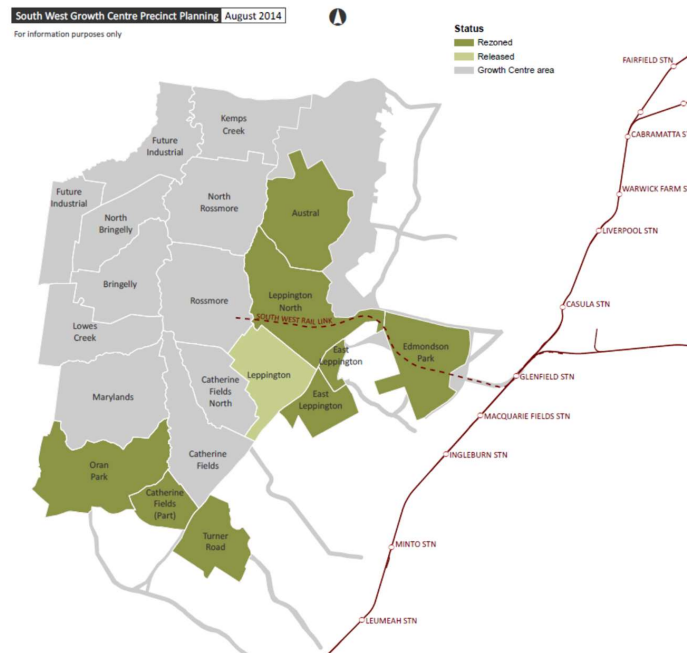 South West Growth Centre Precinct Planning August 2014
For information purposes only
Status
Rezoned
Released
Growth Centre area
FAIRFIELD STN
CABRAMATTA S
WARWICK FARM S
LIVERPOOL STN
CASULA STN
GLENFIELD STN
MACQUARIE FIELDS STN
INGLEBURN STN
MINTO STN
LEUMEAH STN
Kemps
Creek
Future
Industrial
Future
Industrial
North
Rossmore
North
Bringelly
Austral
Bringelly
Rossmore
Leppington
North
SOUTH WEST RAIL LINK
Lowes
Creek
Edmondson
Park
East
Leppington
Leppington
Catherine
Fields
North
Marylands
East
Leppington
Catherine
Fields
Oran
Park
Catherine
Fields
(Part)
Turner
Road